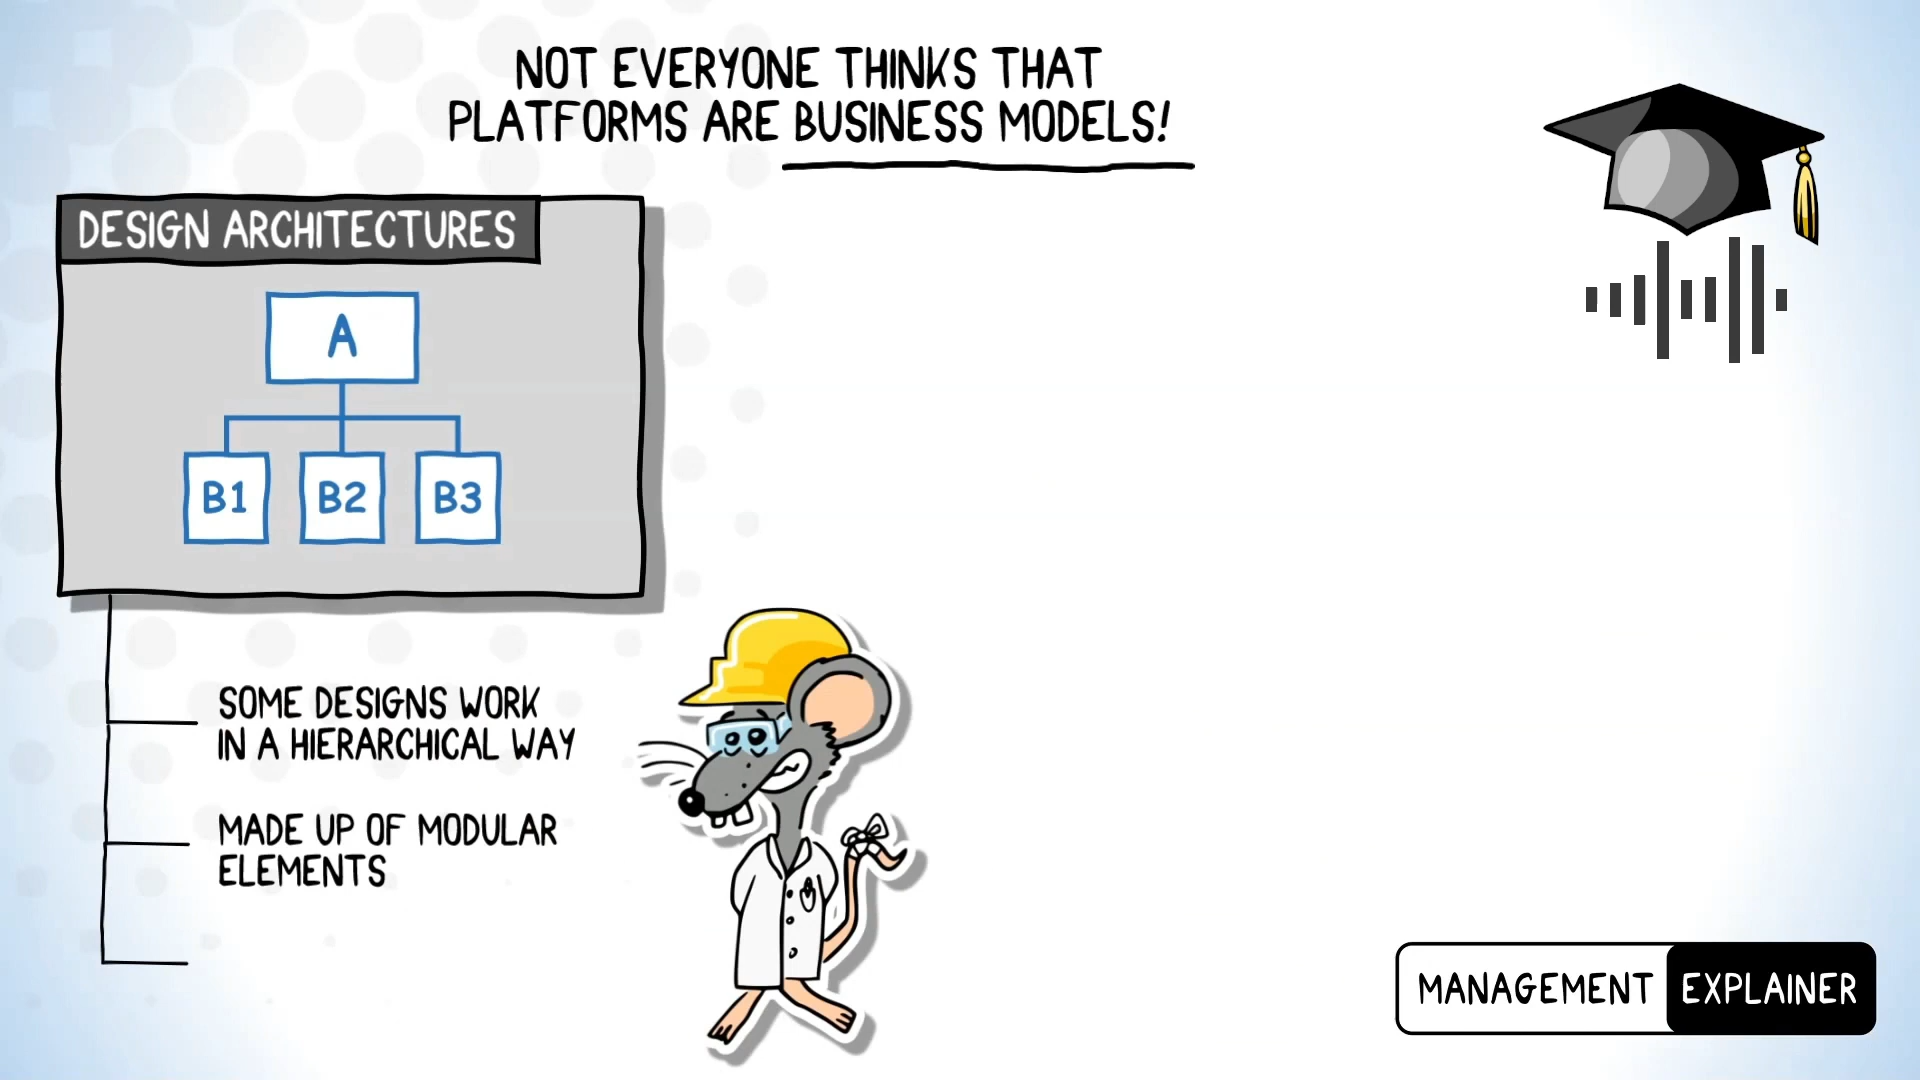 NOT EVERYONE THINKS THAT
PLATFORMS ARE BUSINESS MODELS!
DESIGN ARCHITECTURES
A
B1 B2 B3
SOME DESIGNS WORK
IN A HIERARCHICAL WAY
MADE UP OF MODULAR
ELEMENTS
MANAGEMENT EXPLAINER